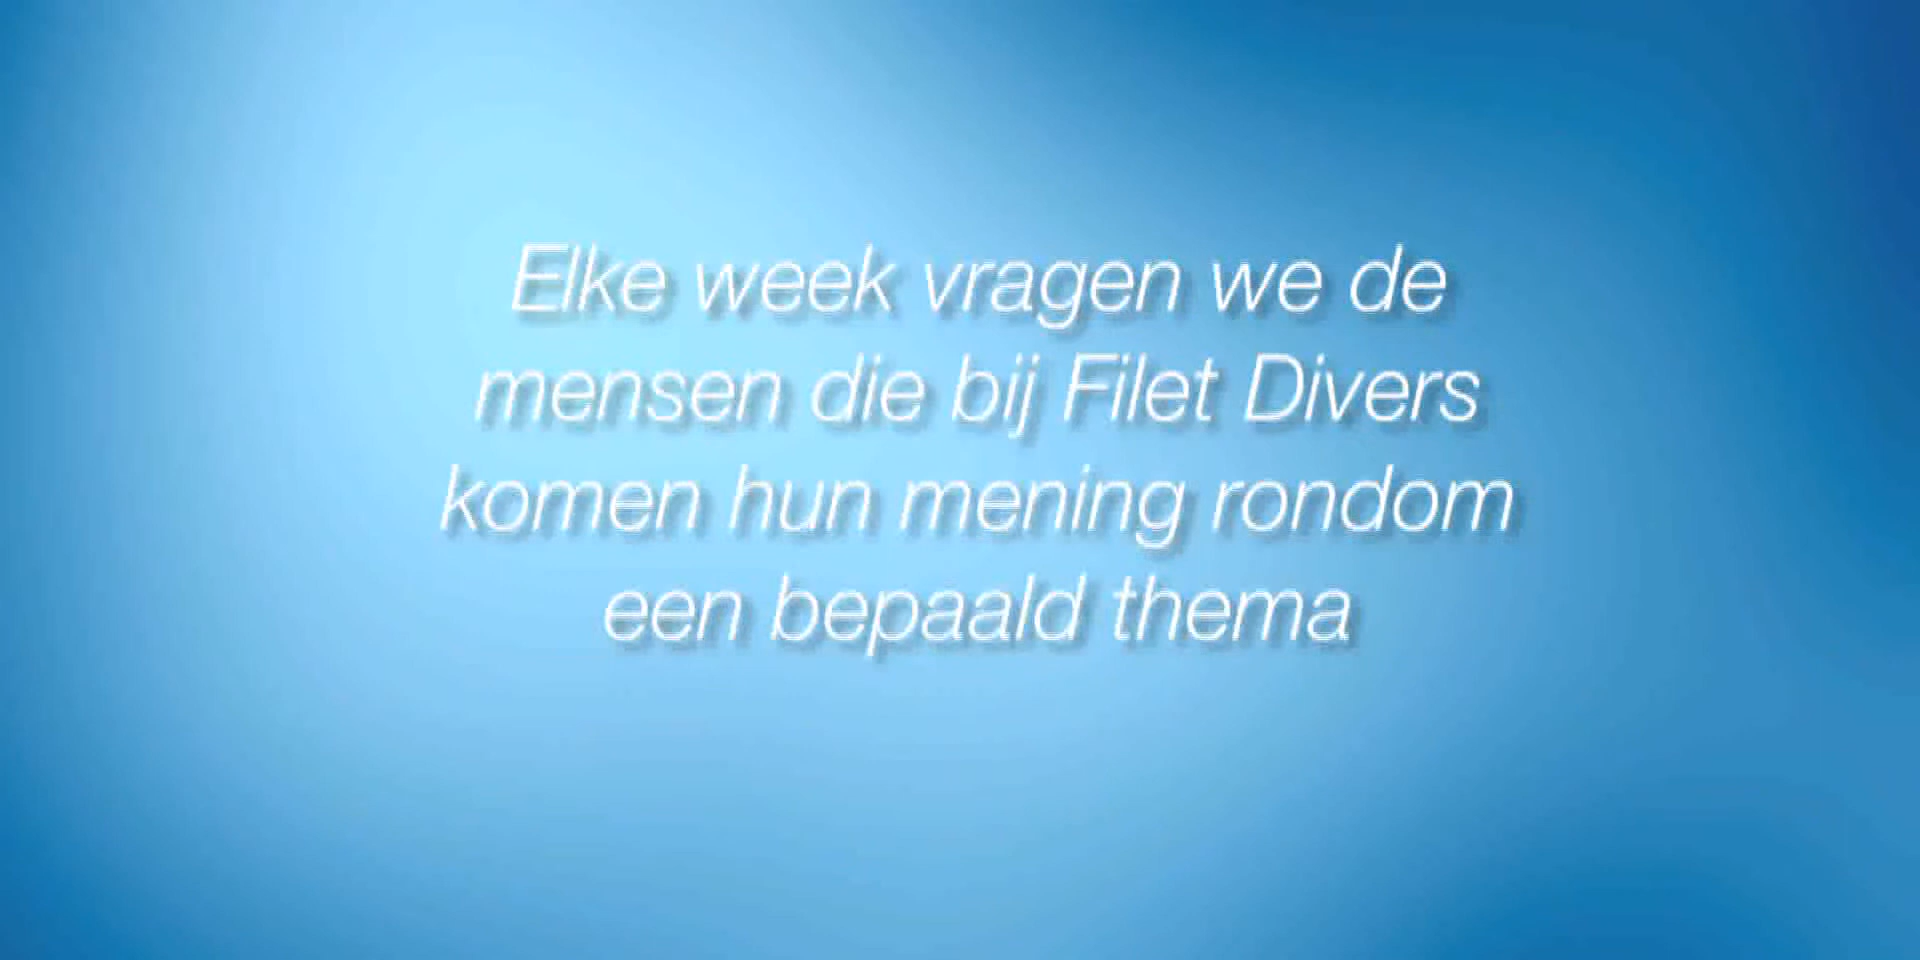 Elke week vragen we de
mensen die bij Filet Divers
komen hun mening rondom
een bepaald thema